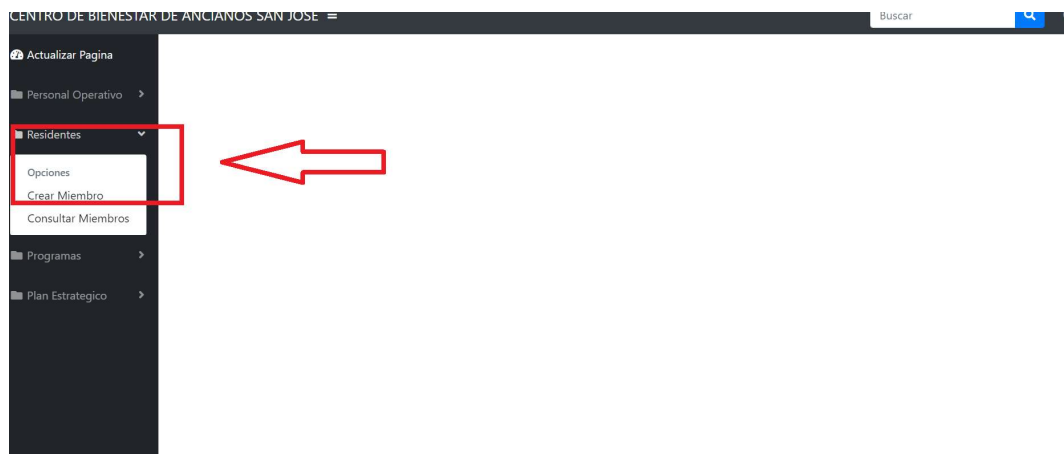 CENTRO DE BIENESTAR DE ANCIANOS SAN JOSE
Buscar
Actualizar Pagina
Personal Operativo
Residentes
Opciones
Crear Miembro
Consultar Miembros
Programas
Plan Estrategico